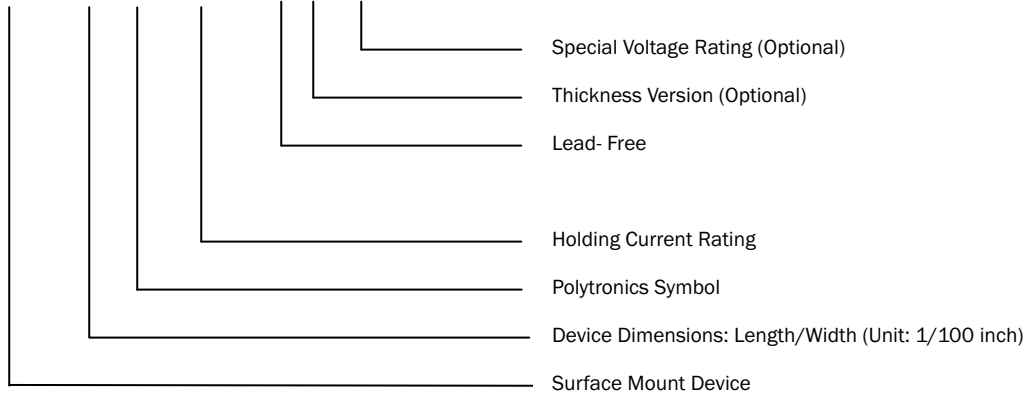 Special Voltage Rating (Optional)
Thickness Version (Optional)
Lead- Free
Holding Current Rating
Polytronics Symbol
Device Dimensions: Length/Width (Unit: 1/100 inch)
Surface Mount Device